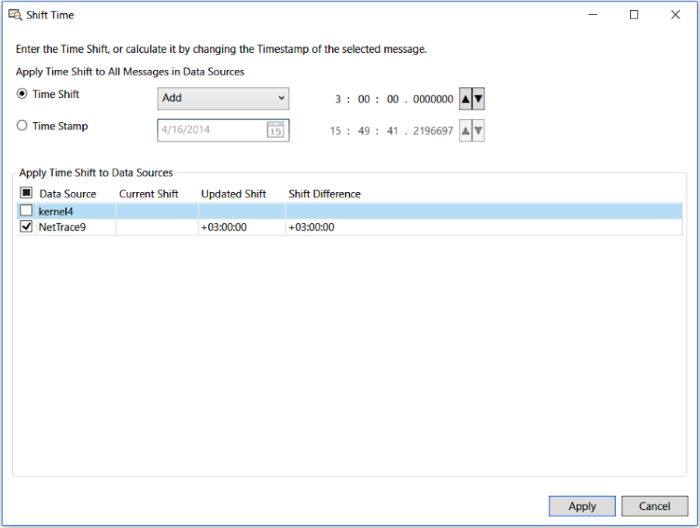 Shift Time
Enter the Time Shift, or calculate it by changing the Timestamp of the selected message.
Apply Time Shift to All Messages in Data Sources
Time Shift Add 3 : 00 : 00 . 0000000
Time Stamp 4/16/2014 15 15 : 49 : 41 . 2196697
Apply Time Shift to Data Sources
Data Source Current Shift Updated Shift Shift Difference
kernel4
NetTrace9 +03:00:00 +03:00:00
Apply Cancel